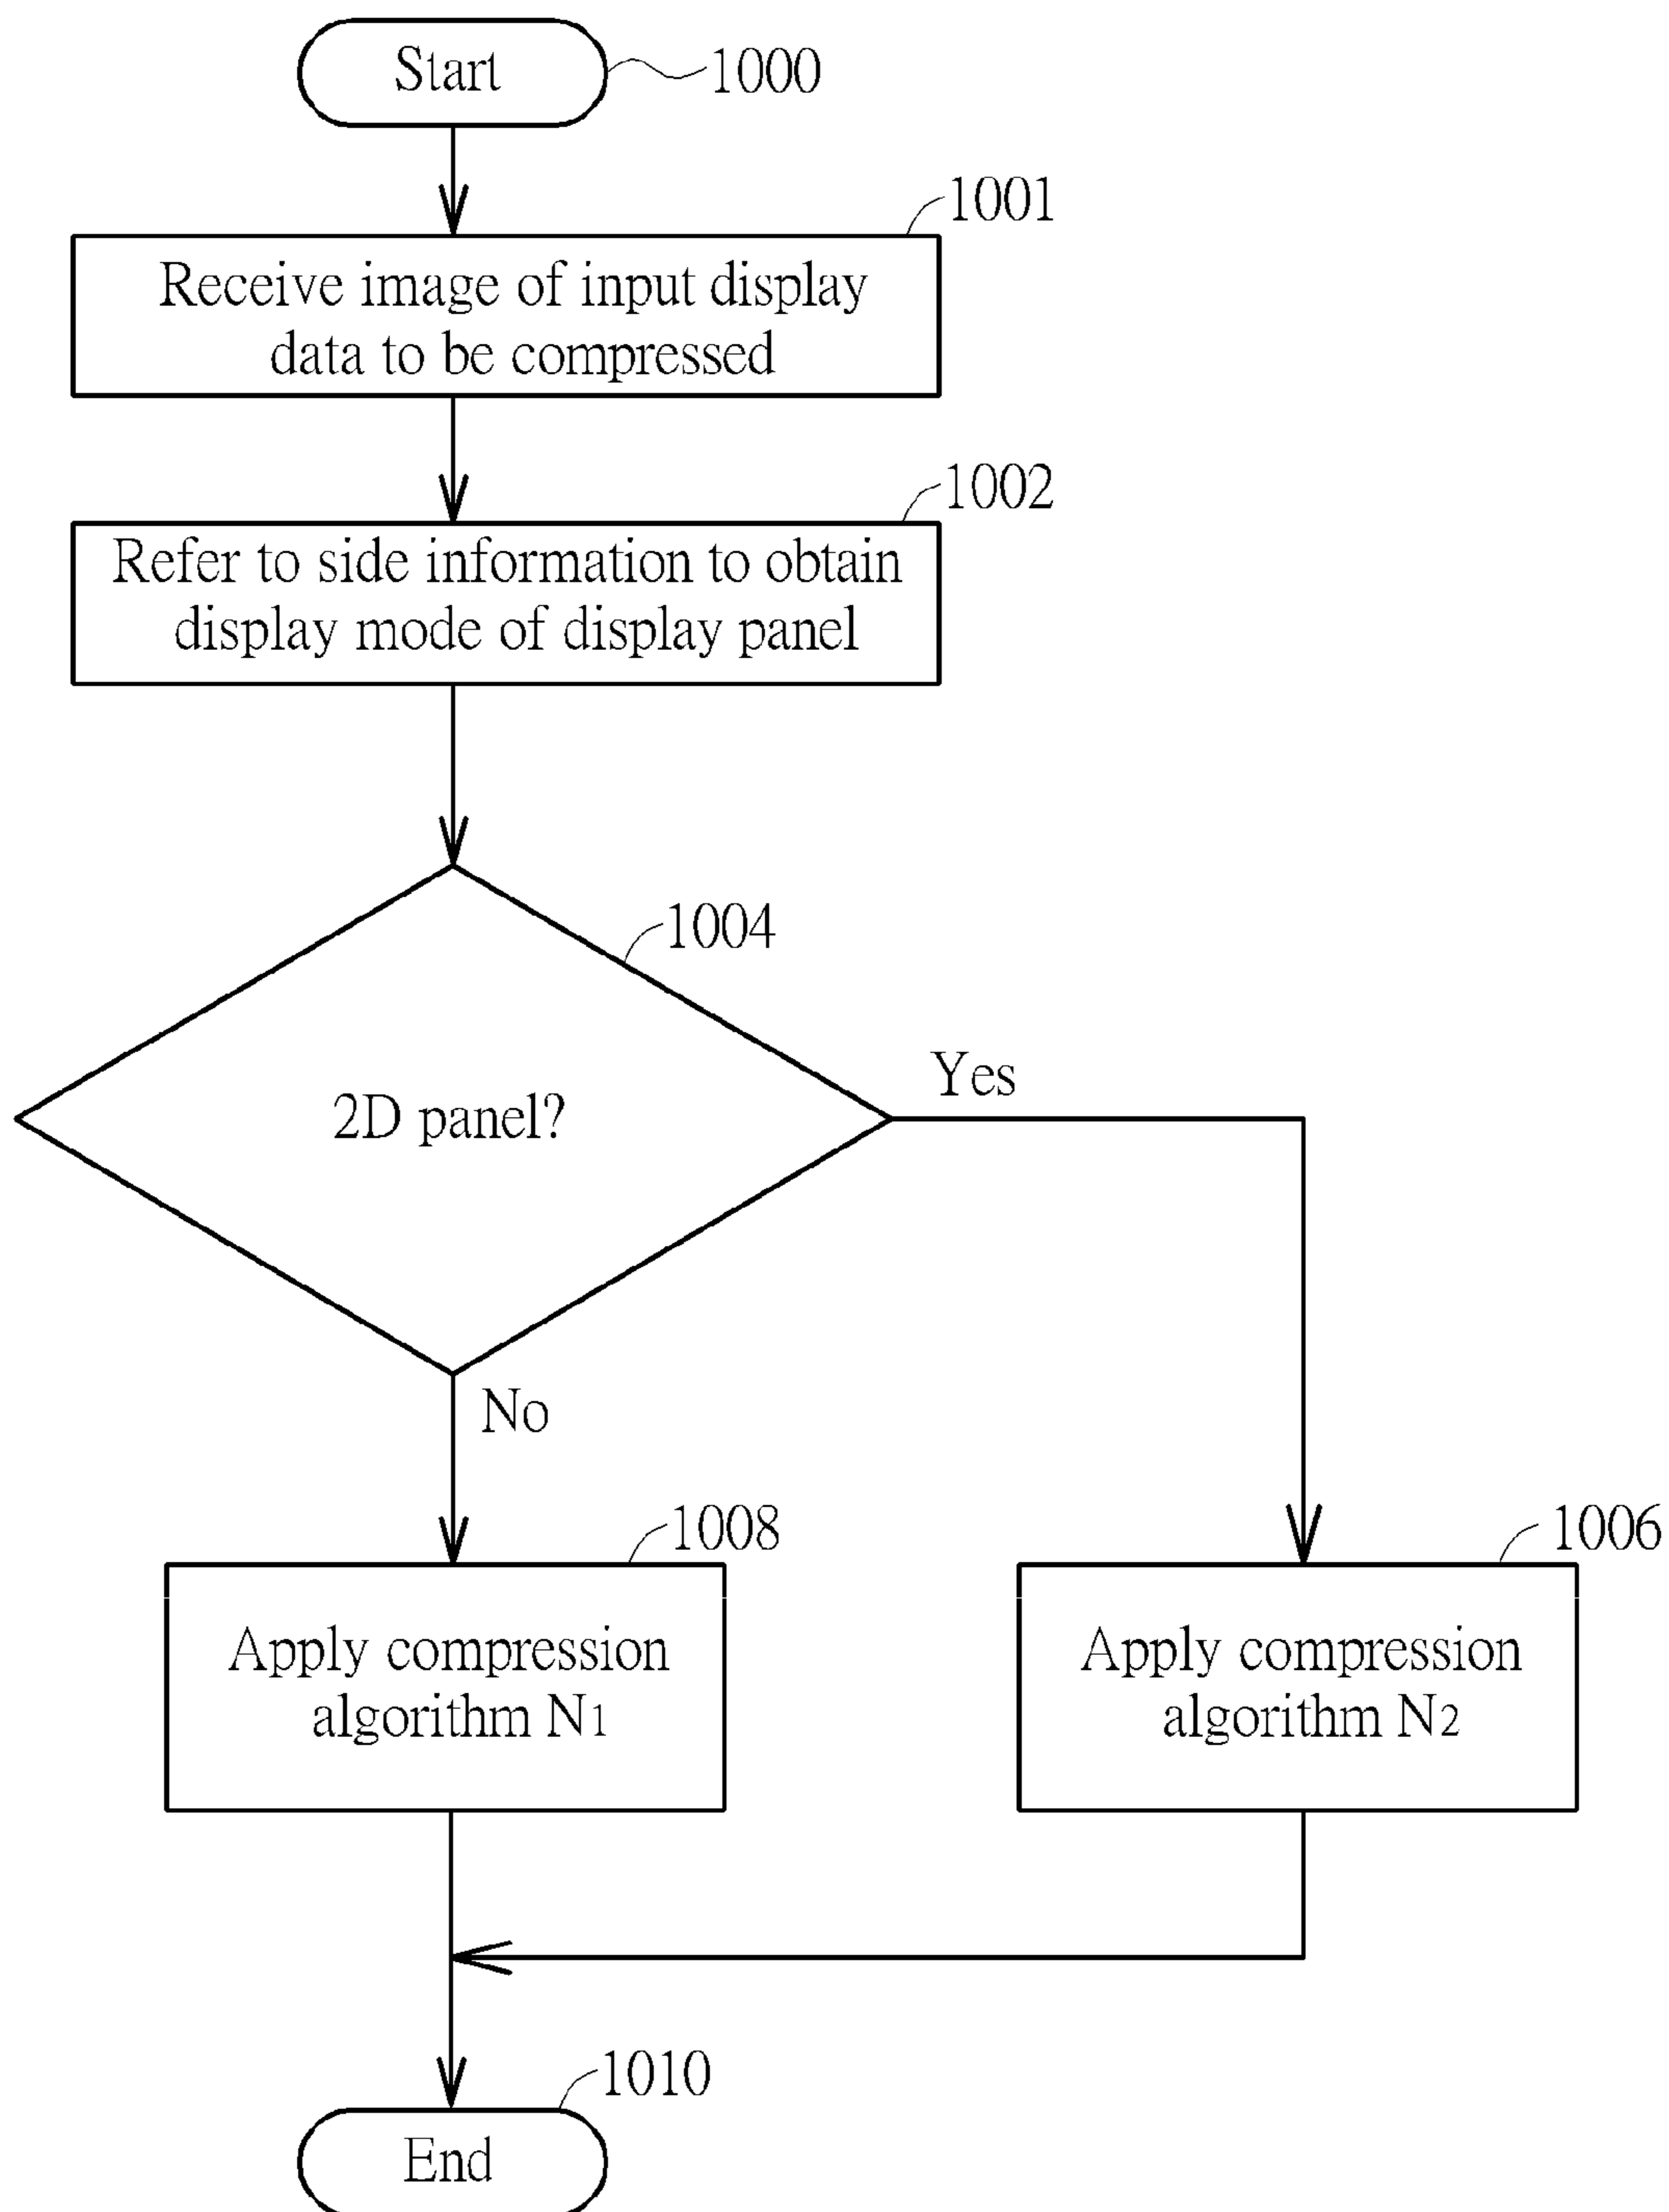 Start
1000
1001
Receive image of input display
data to be compressed
1002
Refer to side information to obtain
display mode of display panel
1004
2D panel?
Yes
No
1008
Apply compression
algorithm N1
1006
Apply compression
algorithm N2
1010
End